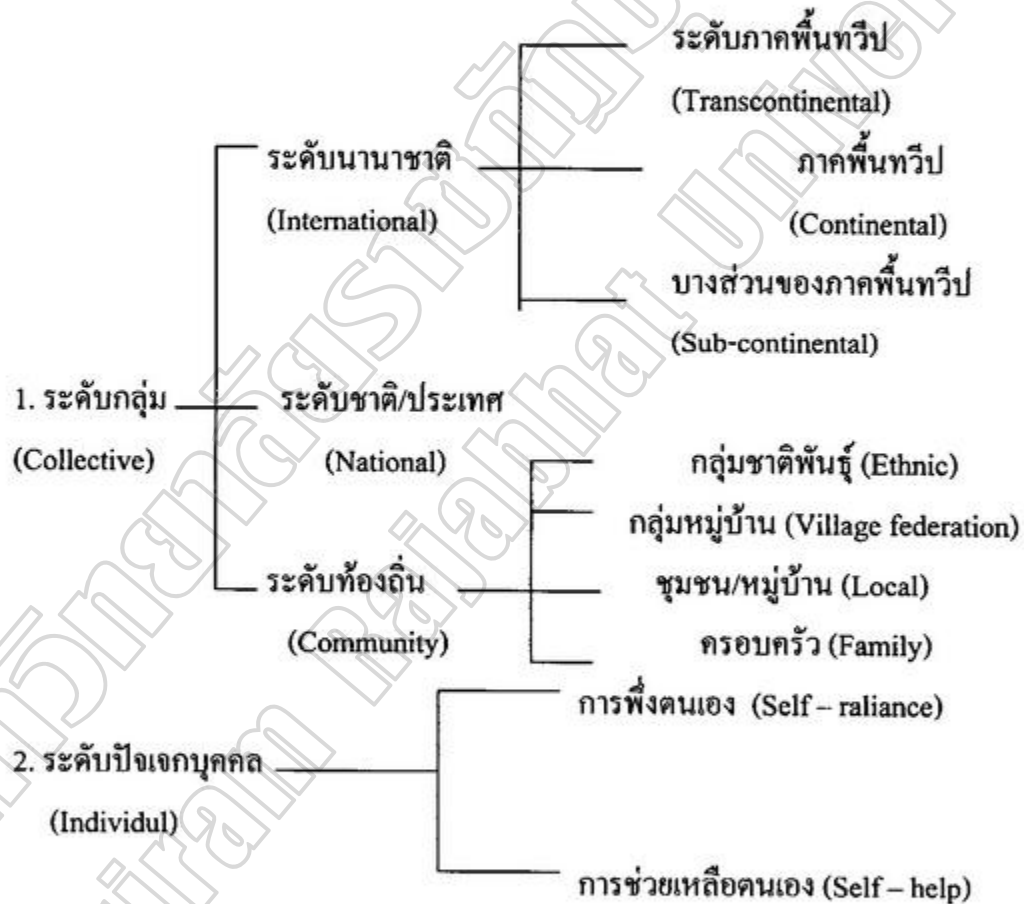 ระดับภาคพื้นทวีป
(Transcontinental)
ระดับนานาชาติ
ภาคพื้นทวีป
(International)
(Continental)
บางส่วนของภาคพื้นทวีป
(Sub-continental)
1. ระดับกลุ่ม
ระดับชาติ/ประเทศ
(Collective)
(National)
กลุ่มชาติพันธุ์ (Ethnic)
กลุ่มหมู่บ้าน (Village federation)
ระดับท้องถิ่น
ชุมชน/หมู่บ้าน (Local)
(Community)
ครอบครัว (Family)
การพึ่งตนเอง (Self – raliance)
2. ระดับปัจเจกบุคคล
(Individul)
การช่วยเหลือตนเอง (Self – help)